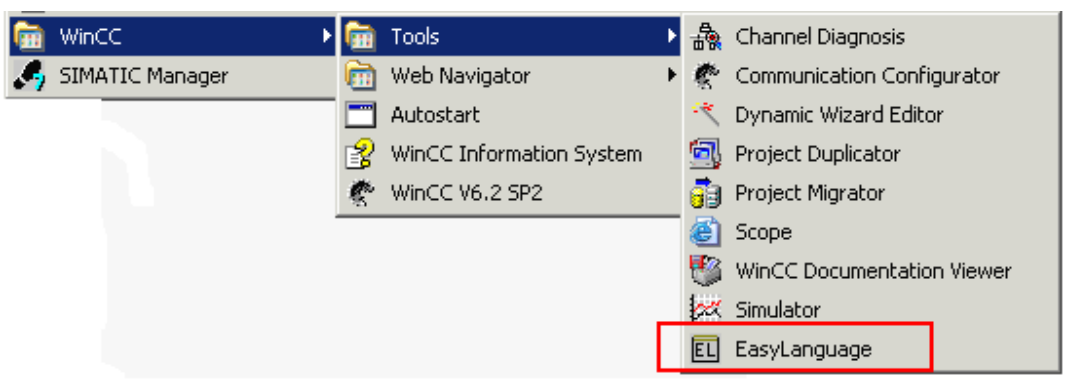 WinCC
SIMATIC Manager
Tools
Web Navigator
Autostart
WinCC Information System
WinCC V6.2 SP2
Channel Diagnosis
Communication Configurator
Dynamic Wizard Editor
Project Duplicator
Project Migrator
Scope
WinCC Documentation Viewer
Simulator
EL EasyLanguage